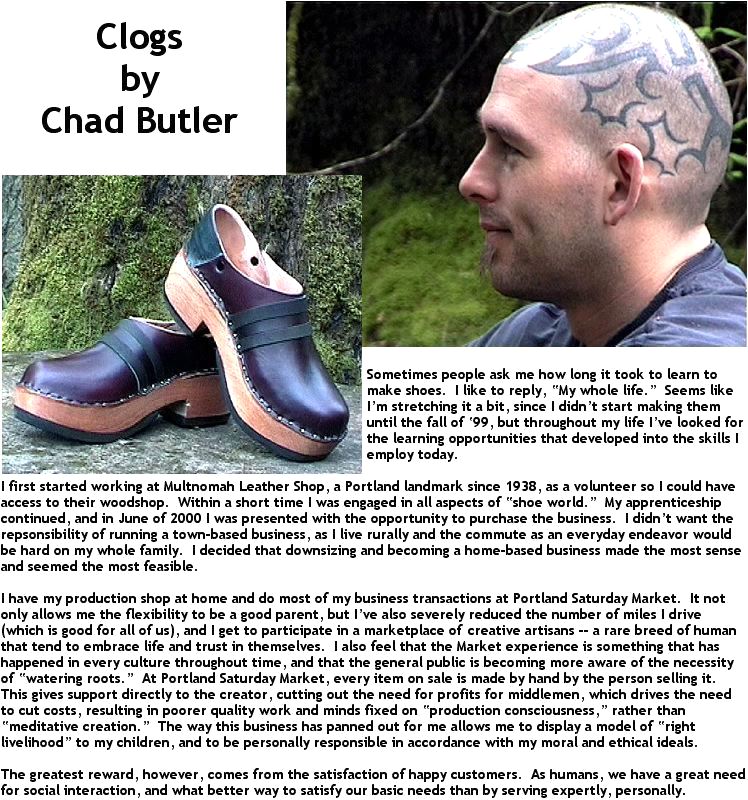 Clogs
by
Chad Butler
Sometimes people ask me how long it took to learn to
make shoes.  I like to reply, “My whole life.”  Seems like
I’m stretching it a bit, since I didn’t start making them
until the fall of ‘99, but throughout my life I’ve looked for
the learning opportunities that developed into the skills I
employ today.
I first started working at Multnomah Leather Shop, a Portland landmark since 1938, as a volunteer so I could have
access to their woodshop.  Within a short time I was engaged in all aspects of “shoe world.”  My apprenticeship
continued, and in June of 2000 I was presented with the opportunity to purchase the business.  I didn’t want the
repsonsibility of running a town-based business, as I live rurally and the commute as an everyday endeavor would
be hard on my whole family.  I decided that downsizing and becoming a home-based business made the most sense
and seemed the most feasible.
I have my production shop at home and do most of my business transactions at Portland Saturday Market.  It not
only allows me the flexibility to be a good parent, but I’ve also severely reduced the number of miles I drive
(which is good for all of us), and I get to participate in a marketplace of creative artisans -- a rare breed of human
that tend to embrace life and trust in themselves.  I also feel that the Market experience is something that has
happened in every culture throughout time, and that the general public is becoming more aware of the necessity
of “watering roots.”  At Portland Saturday Market, every item on sale is made by hand by the person selling it.
This gives support directly to the creator, cutting out the need for profits for middlemen, which drives the need
to cut costs, resulting in poorer quality work and minds fixed on “production consciousness,” rather than
“meditative creation.”  The way this business has panned out for me allows me to display a model of “right
livelihood” to my children, and to be personally responsible in accordance with my moral and ethical ideals.
The greatest reward, however, comes from the satisfaction of happy customers.  As humans, we have a great need
for social interaction, and what better way to satisfy our basic needs than by serving expertly, personally.